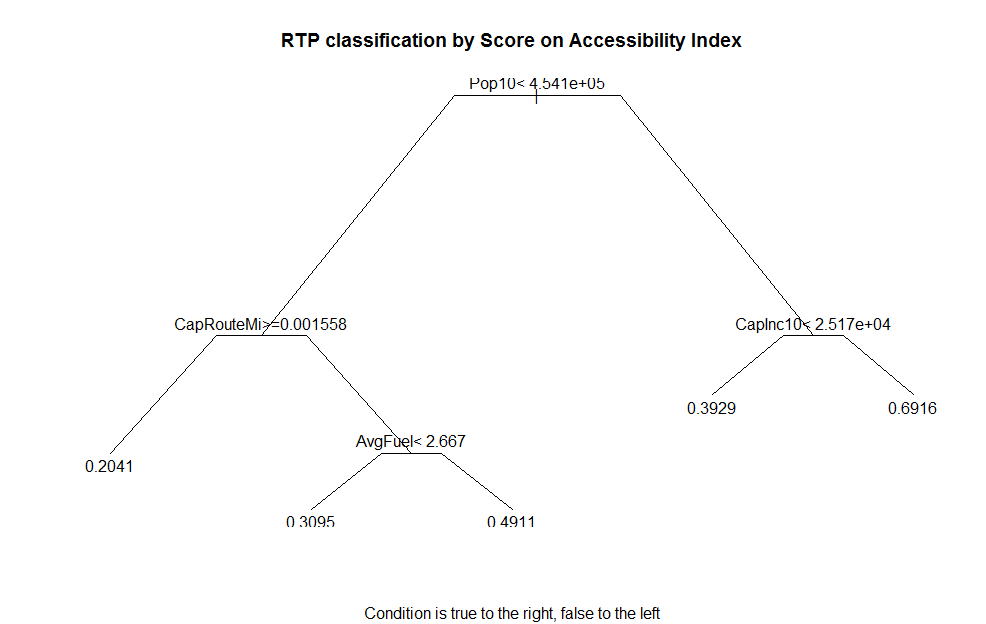 RTP classification by Score on Accessibility Index
Pop10< 4.541e+05
CapRouteMi>=0.001558
CapInc10< 2.517e+04
0.3929
0.6916
AvgFuel< 2.667
0.2041
0.3095
0.4911
Condition is true to the right, false to the left